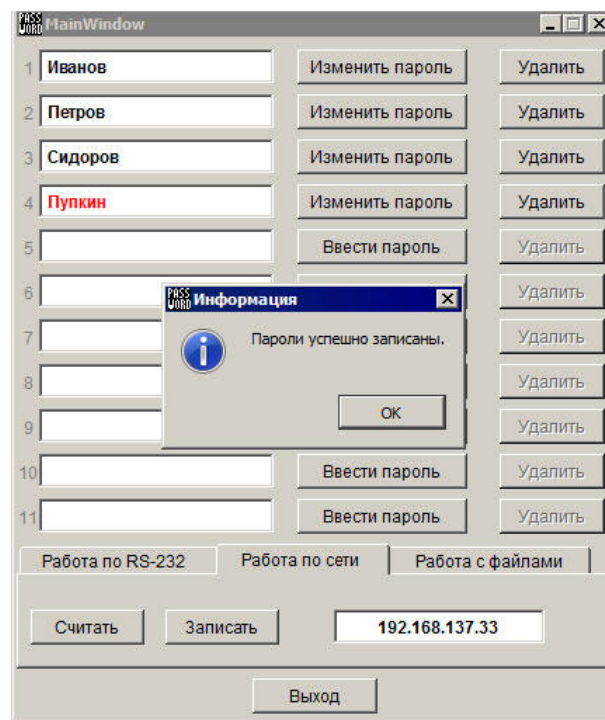 PASS WORD MainWindow
1 Иванов Изменить пароль Удалить
2 Петров Изменить пароль Удалить
3 Сидоров Изменить пароль Удалить
4 Пупкин Изменить пароль Удалить
5 Ввести пароль Удалить
6 Удалить
PASS WORD Информация
7 Удалить
Пароли успешно записаны.
8 Удалить
OK
9 Удалить
10 Ввести пароль Удалить
11 Ввести пароль Удалить
Работа по RS-232 Работа по сети Работа с файлами
Считать Записать 192.168.137.33
Выход